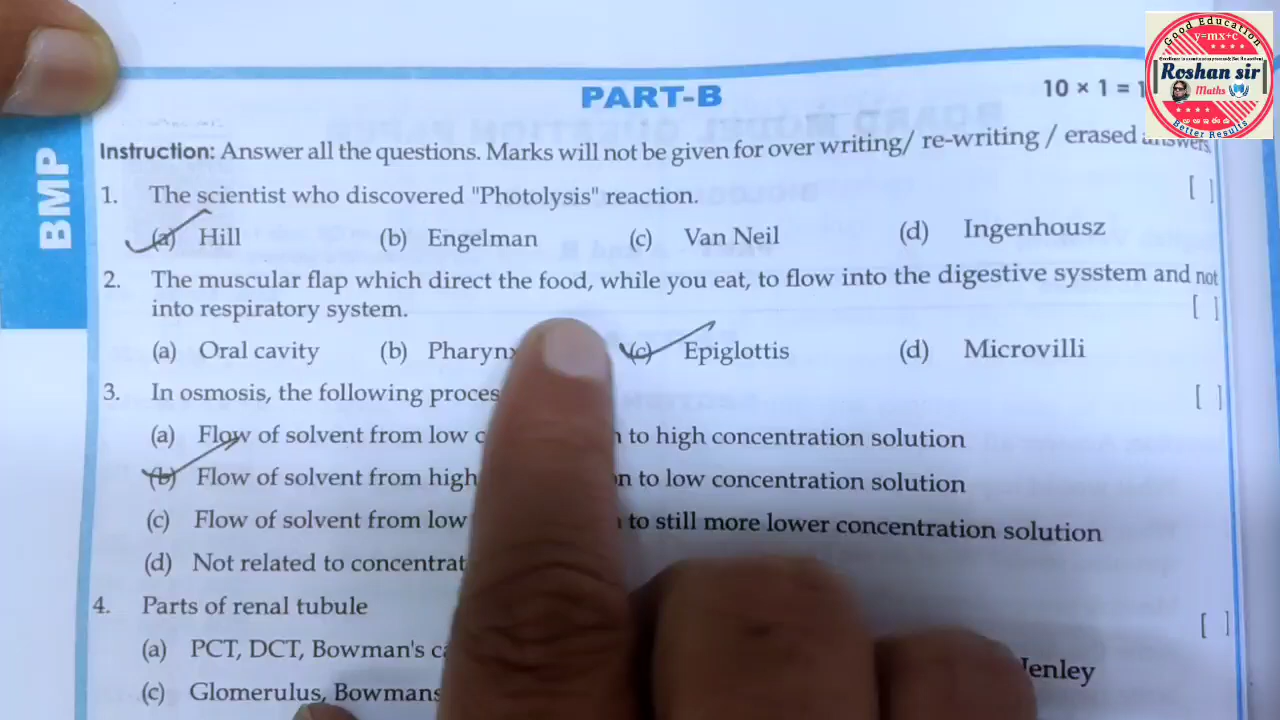 Good Education
y=mx+c
Roshan sir
Maths
Better Results
BMP
PART-B
10 × 1 = 1
Instruction: Answer all the questions. Marks will not be given for over writing/ re-writing / erased answers.
[ ]
1. The scientist who discovered "Photolysis" reaction.
(a) Hill (b) Engelman (c) Van Neil (d) Ingenhousz
2. The muscular flap which direct the food, while you eat, to flow into the digestive sysstem and not
into respiratory system. [ ]
(a) Oral cavity (b) Pharynx (c) Epiglottis (d) Microvilli
3. In osmosis, the following proces [ ]
(a) Flow of solvent from low c to high concentration solution
(b) Flow of solvent from high to low concentration solution
(c) Flow of solvent from low to still more lower concentration solution
(d) Not related to concentrat
4. Parts of renal tubule [ ]
(a) PCT, DCT, Bowman's ca Henley
(c) Glomerulus, Bowmans